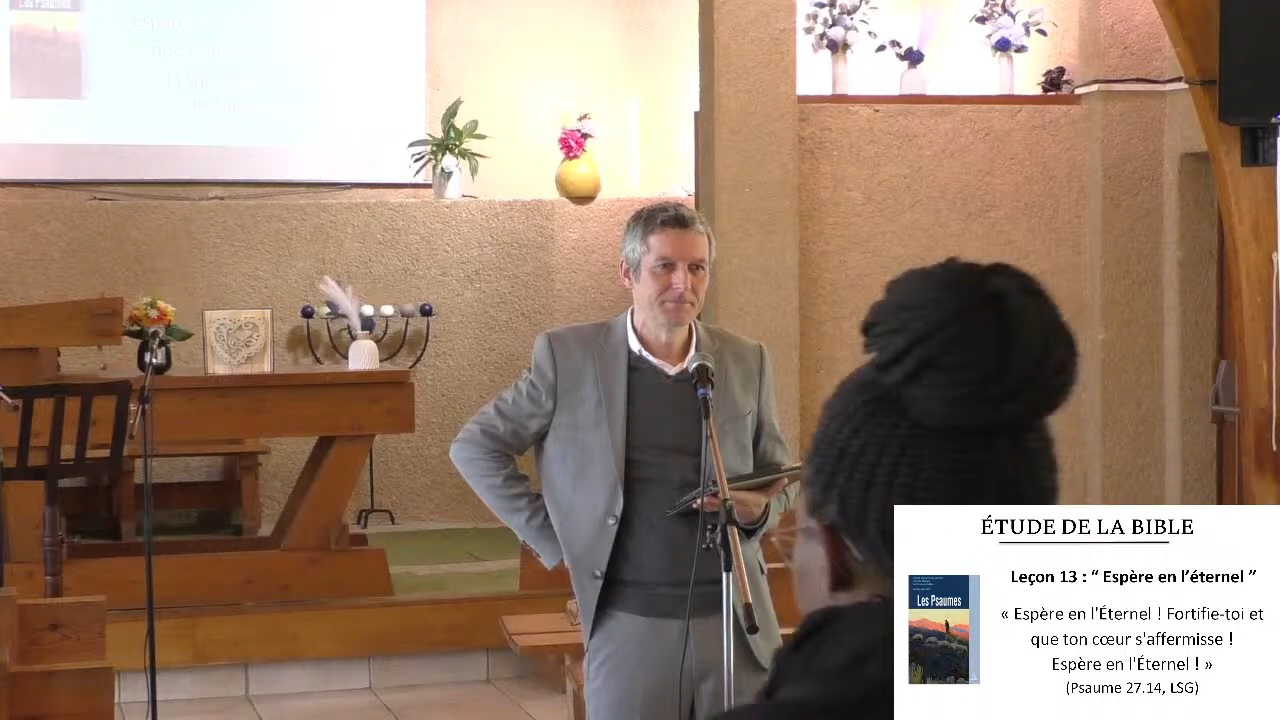 ÉTUDE DE LA BIBLE
Leçon 13 : “ Espère en l’éternel ”
Les Psaumes
« Espère en l'Éternel ! Fortifie-toi et
que ton cœur s'affermisse !
Espère en l'Éternel ! »
(Psaume 27.14, LSG)